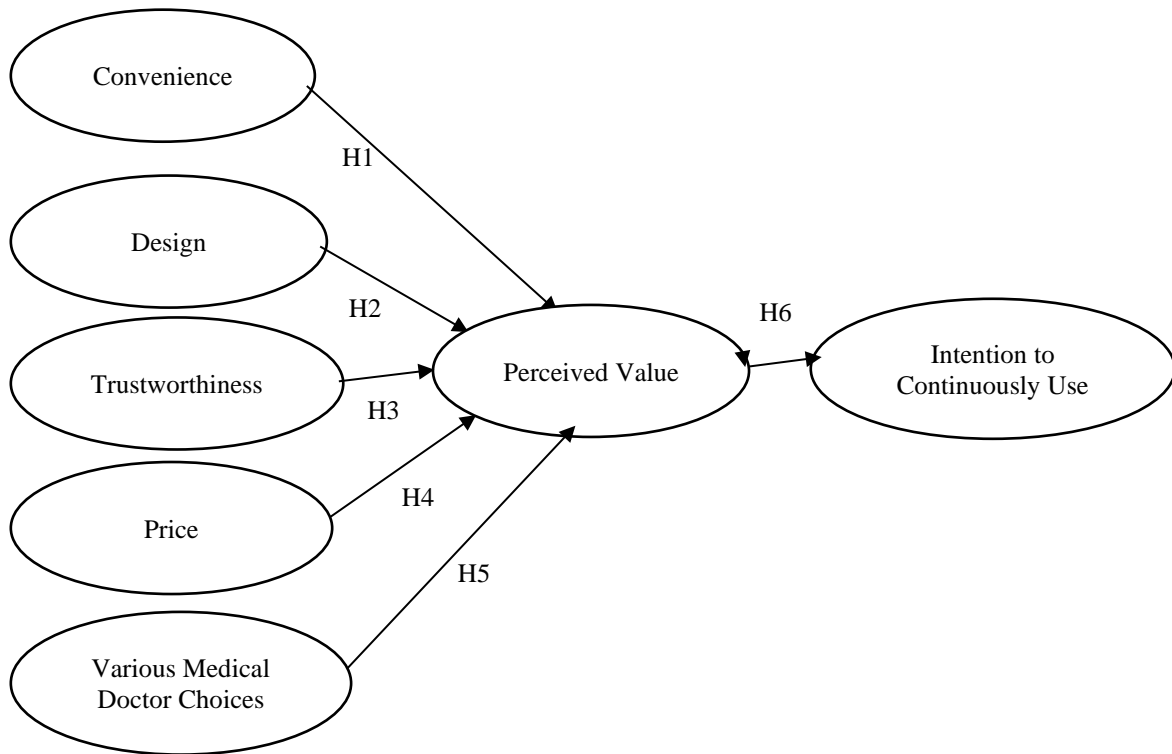 Convenience
H1
Design
H2
H6
Perceived Value
Intention to
Continuously Use
Trustworthiness
H3
H4
Price
H5
Various Medical
Doctor Choices